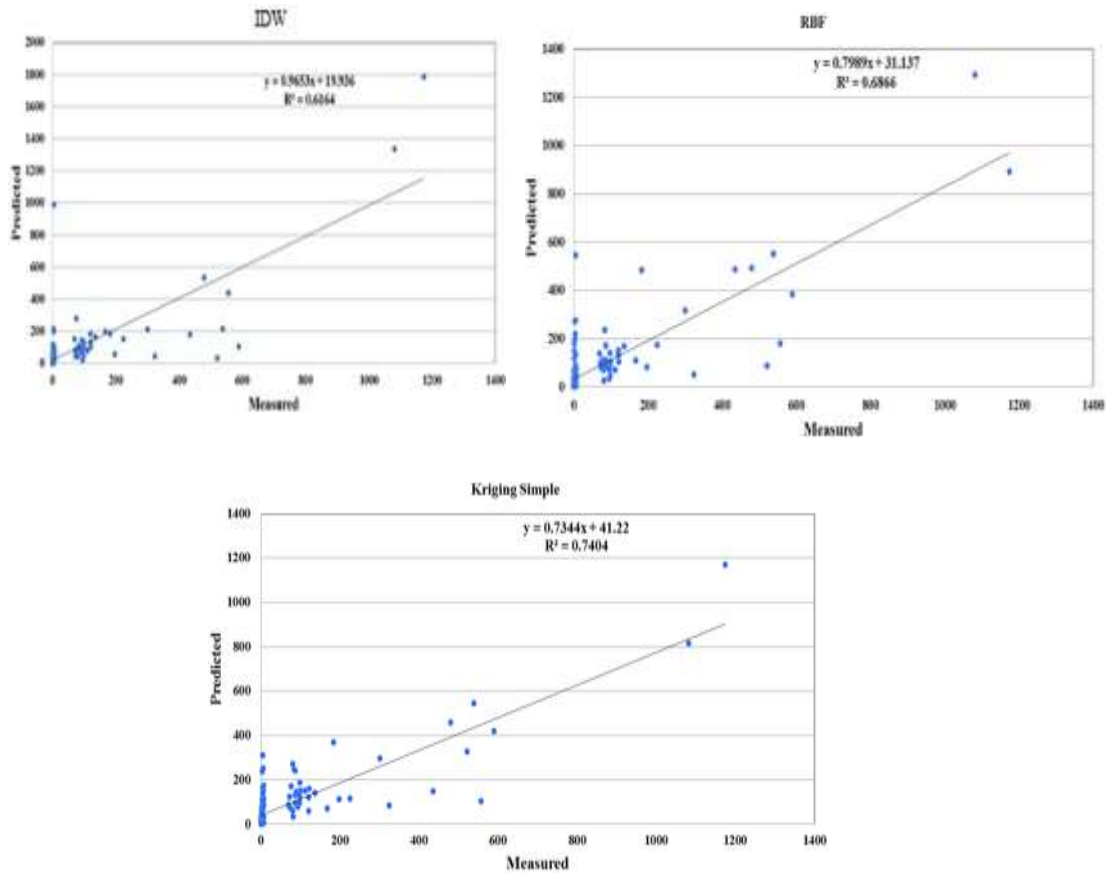 IDW
2000
1800
1600
1400
1200
1000
800
600
400
200
0
y = 0.9653x + 19.926
R² = 0.6164
Predicted
0 200 400 600 800 1000 1200 1400
Measured
RBF
1400
1200
1000
800
600
400
200
0
y = 0.7989x + 31.137
R² = 0.6866
Predicted
0 200 400 600 800 1000 1200 1400
Measured
Kriging Simple
1400
1200
1000
800
600
400
200
0
y = 0.7344x + 41.22
R² = 0.7404
Predicted
0 200 400 600 800 1000 1200 1400
Measured